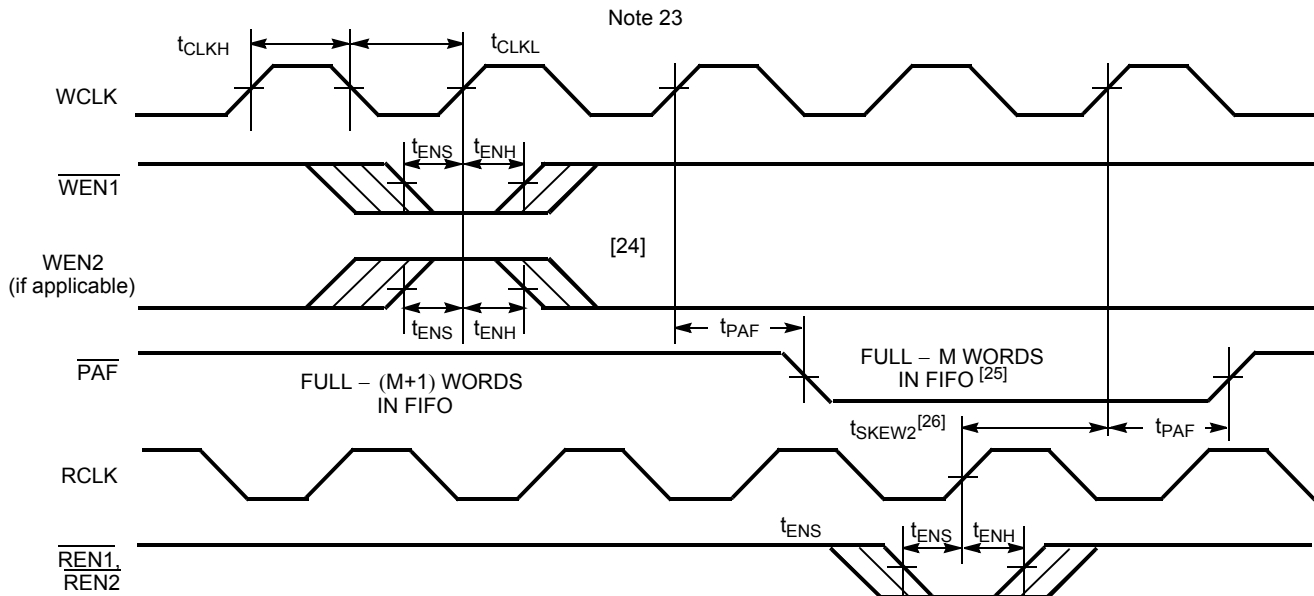 Note 23
tCLKH
tCLKL
WCLK
tENS
tENH
WEN1
[24]
WEN2
(if applicable)
tENS
tENH
tPAF
PAF
FULL − (M+1) WORDS
IN FIFO
FULL − M WORDS
IN FIFO [25]
tSKEW2 [26]
tPAF
RCLK
tENS
tENS
tENH
REN1,
REN2